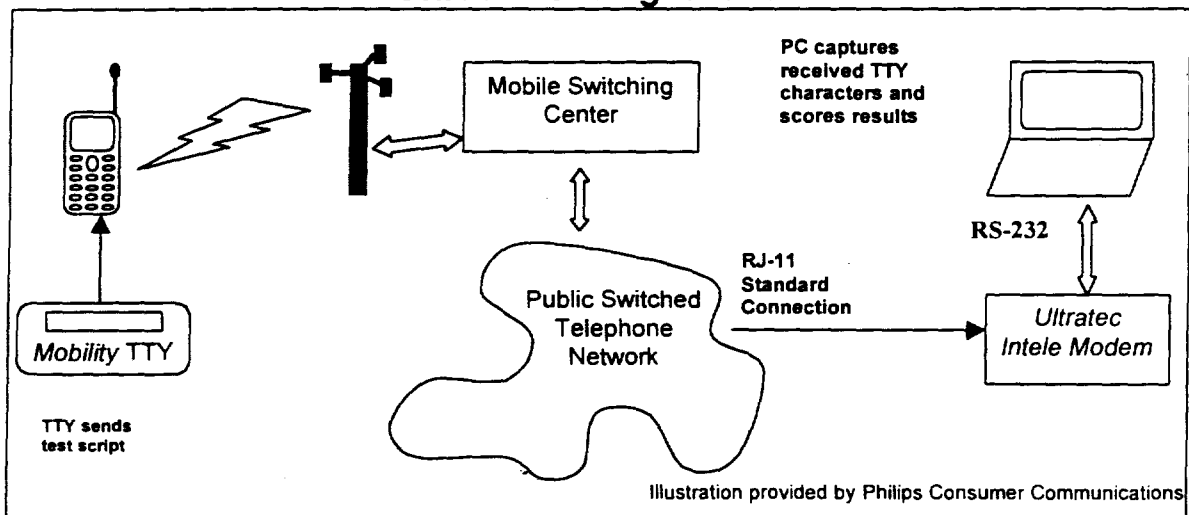 PC captures
received TTY
characters and
scores results
Mobile Switching
Center
RS-232
RJ-11
Standard
Connection
Public Switched
Telephone
Network
Ultratec
Intele Modem
Mobility TTY
TTY sends
test script
Illustration provided by Philips Consumer Communications